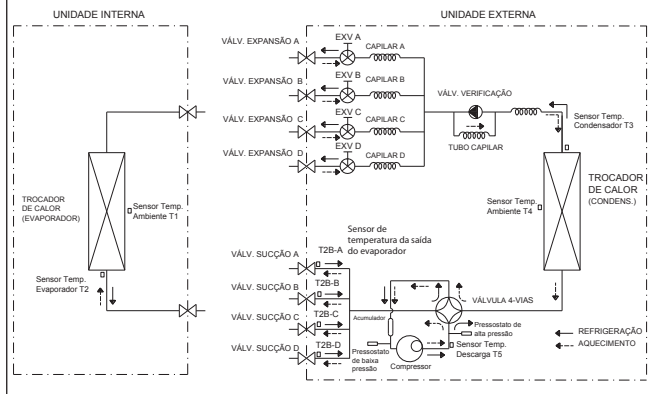 UNIDADE INTERNA
UNIDADE EXTERNA
VÁLV. EXPANSÃO A
EXV A
CAPILAR A
VÁLV. EXPANSÃO B
EXV B
CAPILAR B
VÁLV. EXPANSÃO C
EXV C
CAPILAR C
VÁLV. EXPANSÃO D
EXV D
CAPILAR D
VÁLV. VERIFICAÇÃO
TUBO CAPILAR
Sensor Temp.
Condensador T3
TROCADOR
DE CALOR
(EVAPORADOR)
Sensor Temp.
Ambiente T1
Sensor Temp.
Evaporador T2
Sensor Temp.
Ambiente T4
TROCADOR
DE CALOR
(CONDENS.)
Sensor de
temperatura da saída
do evaporador
VÁLV. SUCÇÃO A
T2B-A
VÁLV. SUCÇÃO B
T2B-B
VÁLV. SUCÇÃO C
T2B-C
VÁLV. SUCÇÃO D
T2B-D
VÁLVULA 4-VIAS
Acumulador
Pressostato de
alta pressão
Pressostato
de baixa
pressão
Compressor
Sensor Temp.
Descarga T5
REFRIGERAÇÃO
AQUECIMENTO